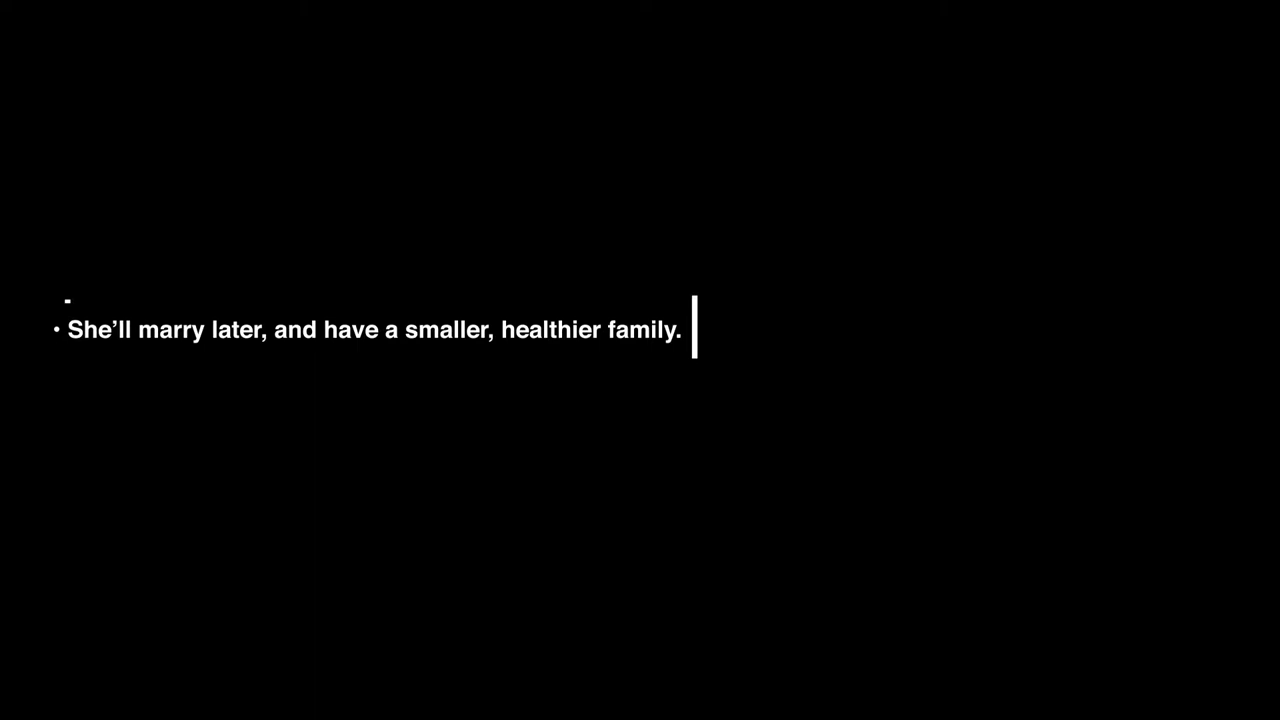 -
• She’ll marry later, and have a smaller, healthier family.